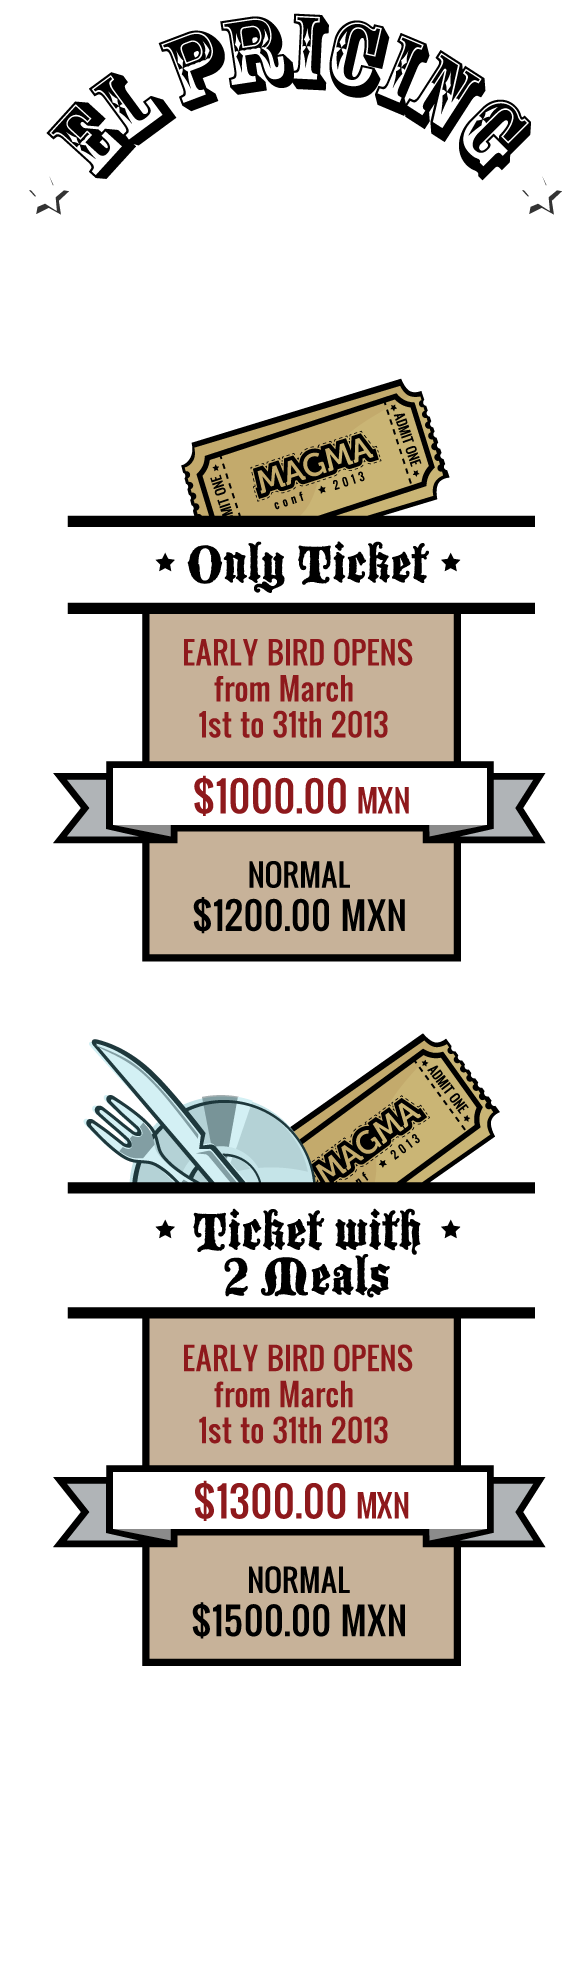 EL PRICING
MAGMA
conf ★ 2013
ADMIT ONE
MIT ONE
★ Only Ticket ★
EARLY BIRD OPENS
from March
1st to 31th 2013
$1000.00 MXN
NORMAL
$1200.00 MXN
MAGMA
nf ★ 2013
ADMIT ONE
★ Ticket with ★
2 Meals
EARLY BIRD OPENS
from March
1st to 31th 2013
$1300.00 MXN
NORMAL
$1500.00 MXN